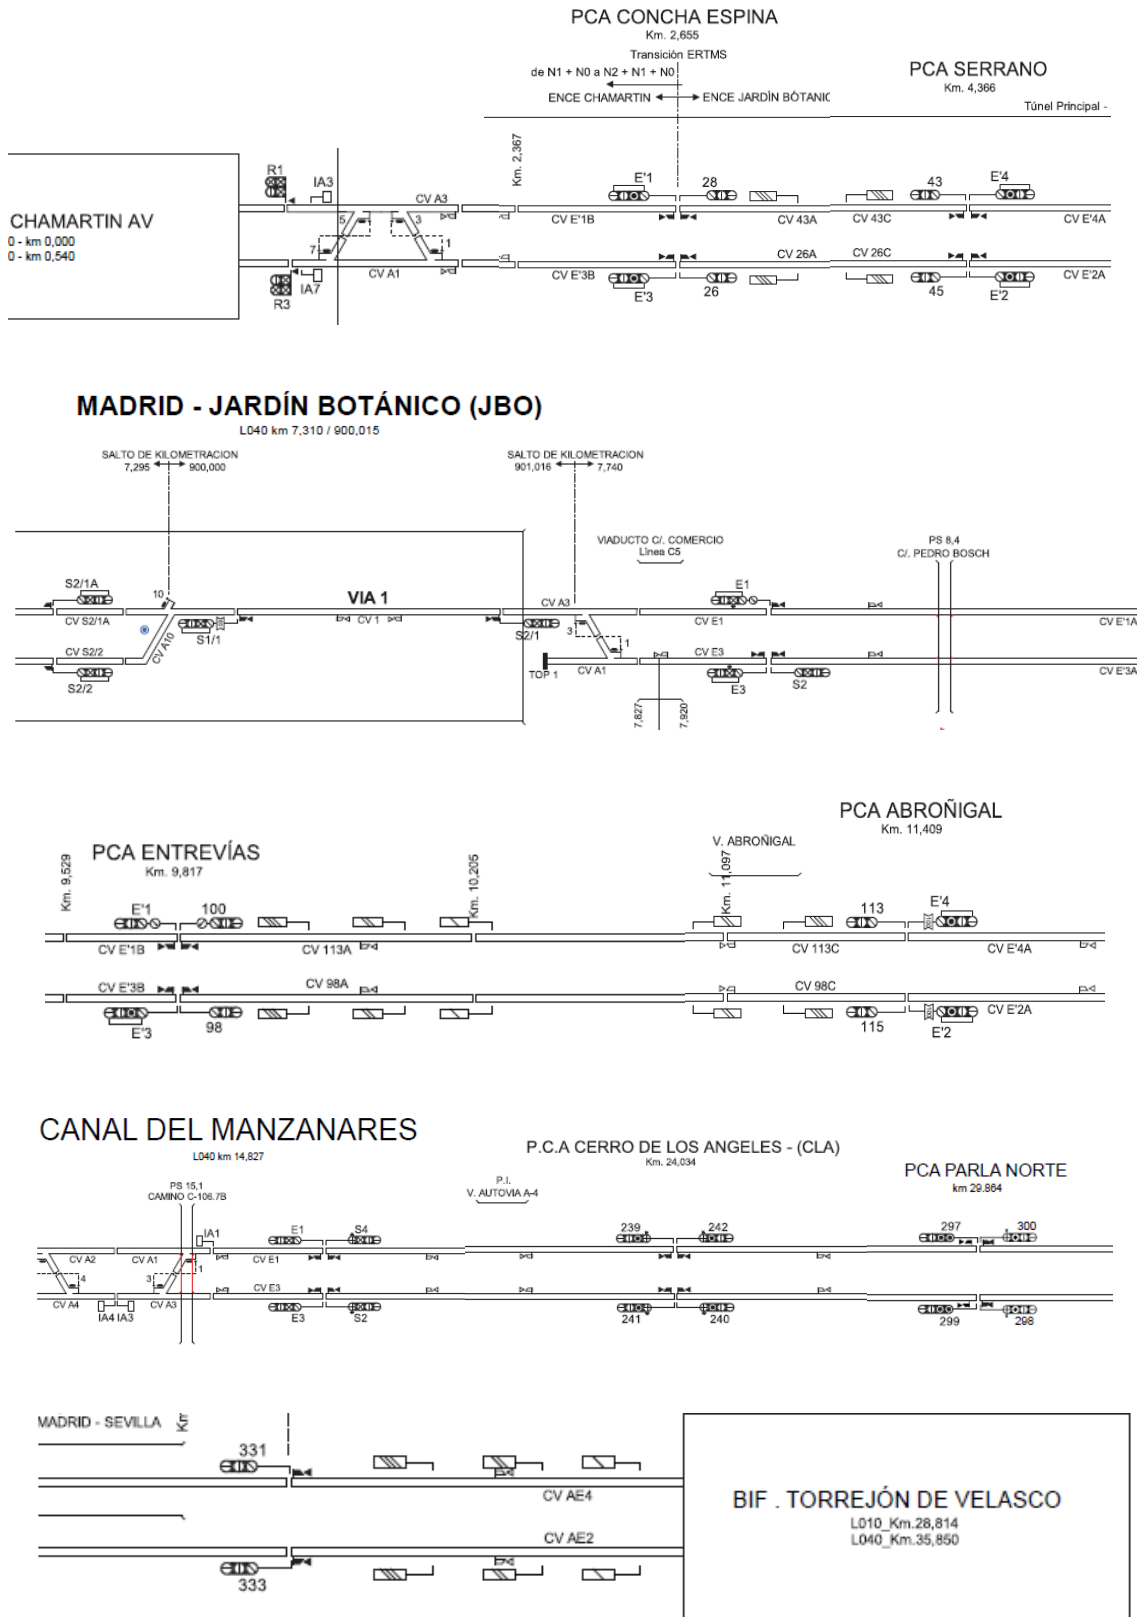 PCA CONCHA ESPINA
Km. 2,655
Transición ERTMS
de N1 + N0 a N2 + N1 + N0
ENCE CHAMARTIN
ENCE JARDÍN BÓTANIC
PCA SERRANO
Km. 4,366
Túnel Principal -
Km. 2,367
R1
IA3
CV A3
E'1
28
43
E'4
CHAMARTIN AV
0 - km 0,000
0 - km 0,540
5
3
7
1
CV E'1B
CV 43A
CV 43C
CV E'4A
CV A1
CV E'3B
CV 26A
CV 26C
CV E'2A
IA7
R3
E'3
26
45
E'2
MADRID - JARDÍN BOTÁNICO (JBO)
L040 km 7,310 / 900,015
SALTO DE KILOMETRACION
7,295
900,000
SALTO DE KILOMETRACION
901,016
7,740
VIADUCTO C/. COMERCIO
Línea C5
PS 8,4
C/. PEDRO BOSCH
S2/1A
10
VIA 1
CV A3
E1
CV S2/1A
S1/1
CV 1
S2/1
3
CV E1
CV E'1A
CV S2/2
CV A10
1
TOP 1
CV A1
CV E3
CV E'3A
S2/2
E3
S2
7,827
7,920
PCA ABROÑIGAL
Km. 11,409
PCA ENTREVÍAS
Km. 9,817
V. ABROÑIGAL
Km. 9,529
Km. 10,205
Km. 11,097
E'1
100
113
E'4
CV E'1B
CV 113A
CV 113C
CV E'4A
CV E'3B
CV 98A
CV 98C
CV E'2A
E'3
98
115
E'2
CANAL DEL MANZANARES
L040 km 14,827
P.C.A CERRO DE LOS ANGELES - (CLA)
Km. 24,034
PCA PARLA NORTE
km 29.864
PS 15,1
CAMINO C-106.7B
P.I.
V. AUTOVIA A-4
IA1
E1
S4
239
242
297
300
CV A2
CV A1
CV E1
4
3
1
CV A4
CV A3
CV E3
IA4
IA3
E3
S2
241
240
299
298
MADRID - SEVILLA
331
CV AE4
CV AE2
333
BIF . TORREJÓN DE VELASCO
L010_Km.28,814
L040_Km.35,850